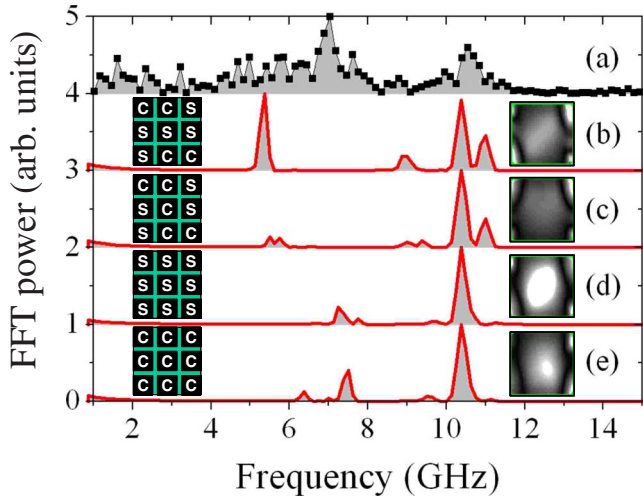 5
(a)
4
C C S
S S S
S C C
(b)
3
C C S
S S S
S S C
(c)
2
S S S
S S S
S S S
(d)
1
C C C
C C C
C C C
(e)
0
2 4 6 8 10 12 14
FFT power (arb. units)
Frequency (GHz)